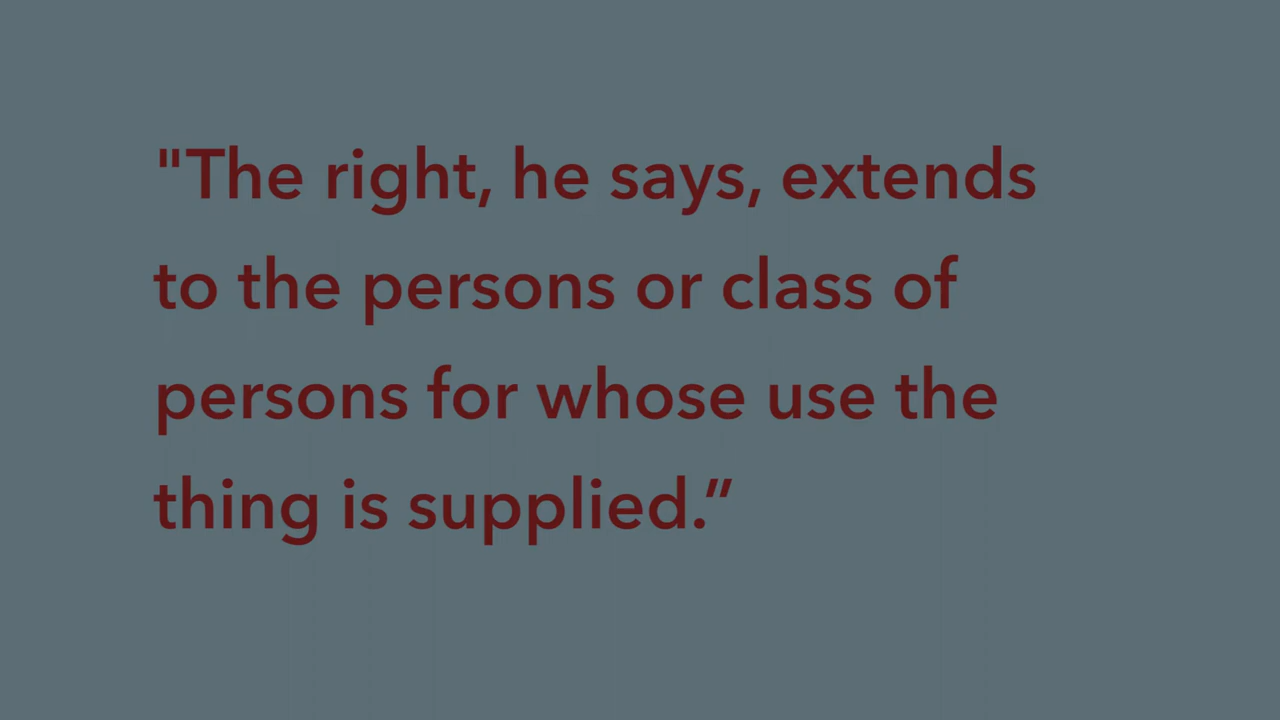 "The right, he says, extends
to the persons or class of
persons for whose use the
thing is supplied.”